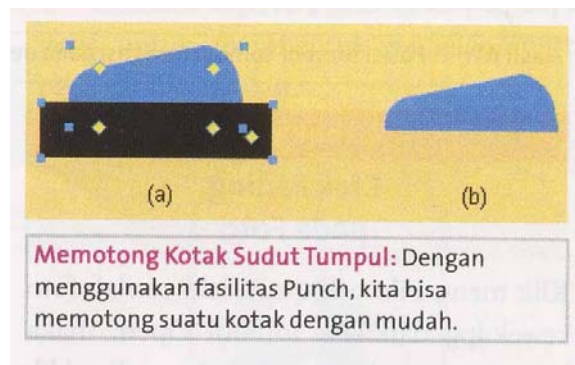 (a)
(b)
Memotong Kotak Sudut Tumpul: Dengan
menggunakan fasilitas Punch, kita bisa
memotong suatu kotak dengan mudah.